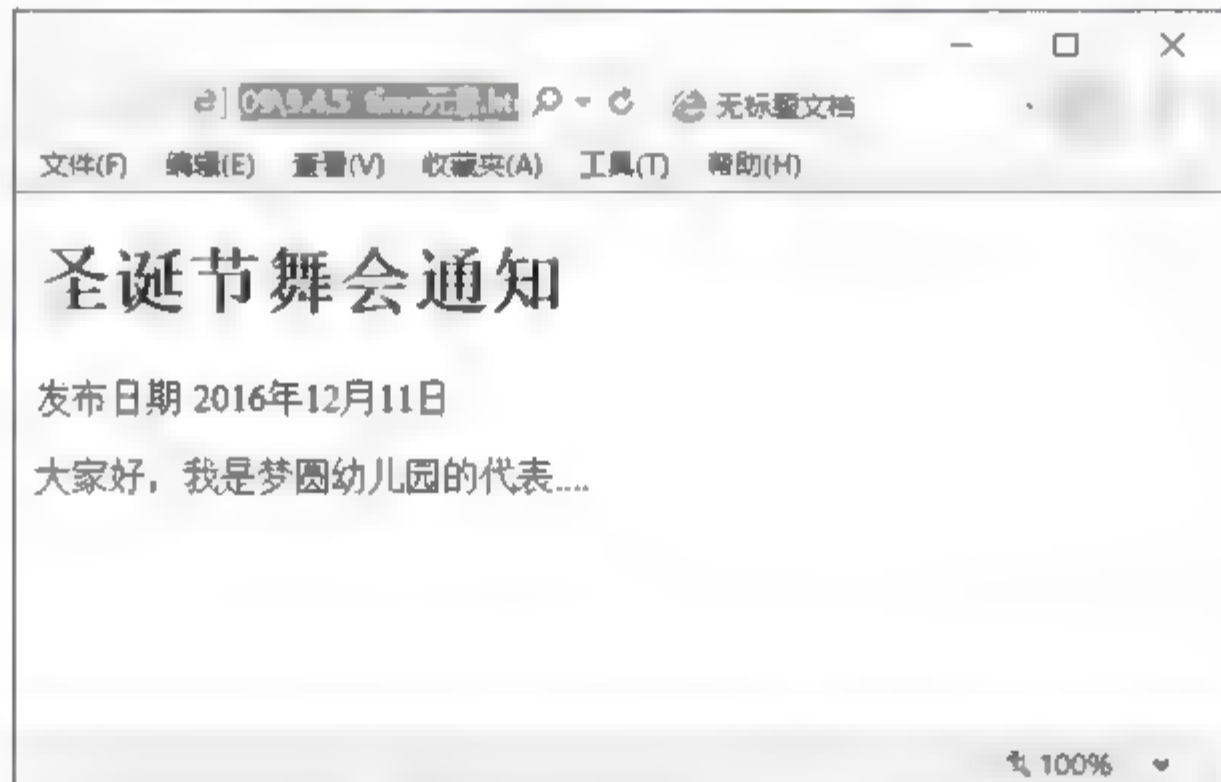 无标题文档
文件(F) 编辑(E) 查看(V) 收藏夹(A) 工具(T) 帮助(H)
圣诞节舞会通知
发布日期 2016年12月11日
大家好，我是梦圆幼儿园的代表....
100%